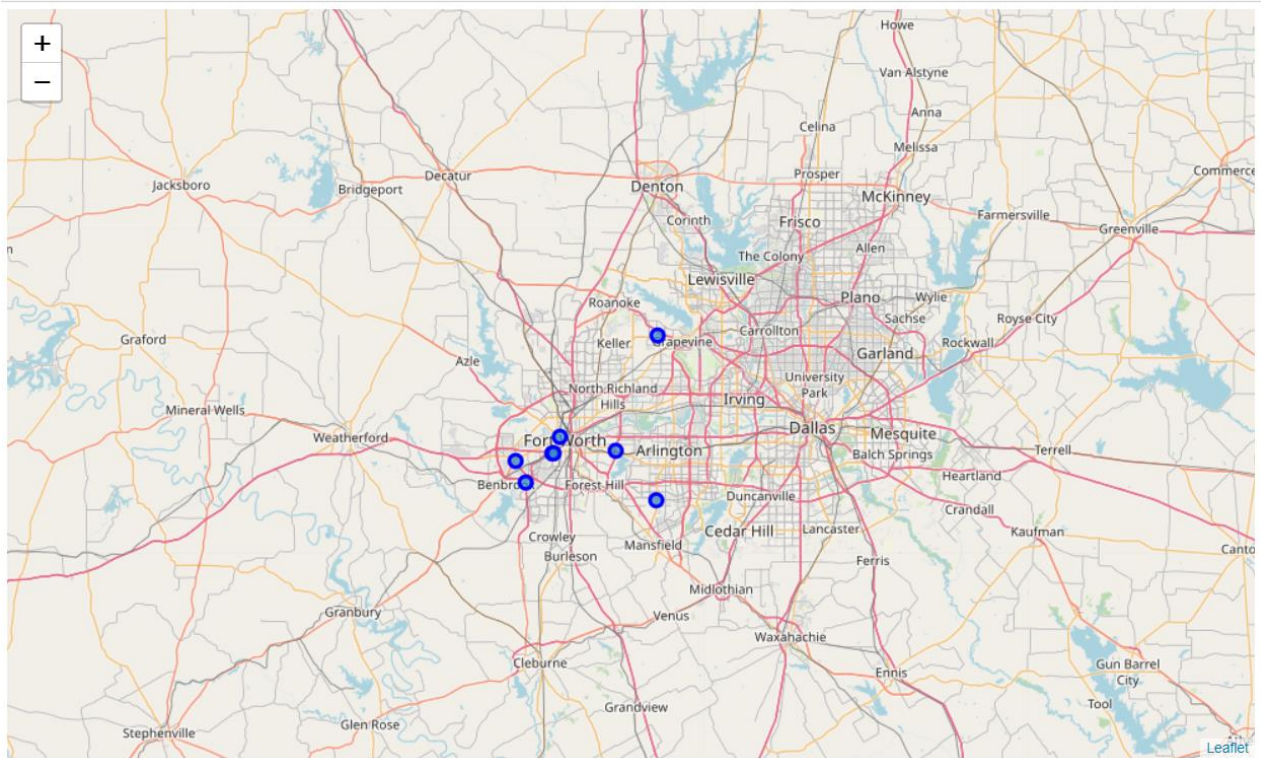 +
−
Howe
Van Alstyne
Anna
Celina
Melissa
Jacksboro
Bridgeport
Decatur
Denton
Prosper
McKinney
Commerce
Corinth
Frisco
Farmersville
Greenville
The Colony
Allen
Lewisville
Roanoke
Plano
Wylie
Sachse
Royse City
Graford
Keller
Grapevine
Carrollton
Garland
Rockwall
Azle
North Richland
Hills
University
Park
Irving
Mineral Wells
Weatherford
Fort Worth
Arlington
Dallas
Mesquite
Balch Springs
Terrell
Benbro
Forest Hill
Duncanville
Heartland
Crandall
Crowley
Burleson
Mansfield
Cedar Hill
Lancaster
Kaufman
Canto
Ferris
Midlothian
Granbury
Venus
Waxahachie
Cleburne
Ennis
Gun Barrel
City
Tool
Grandview
Glen Rose
Stephenville
Leaflet